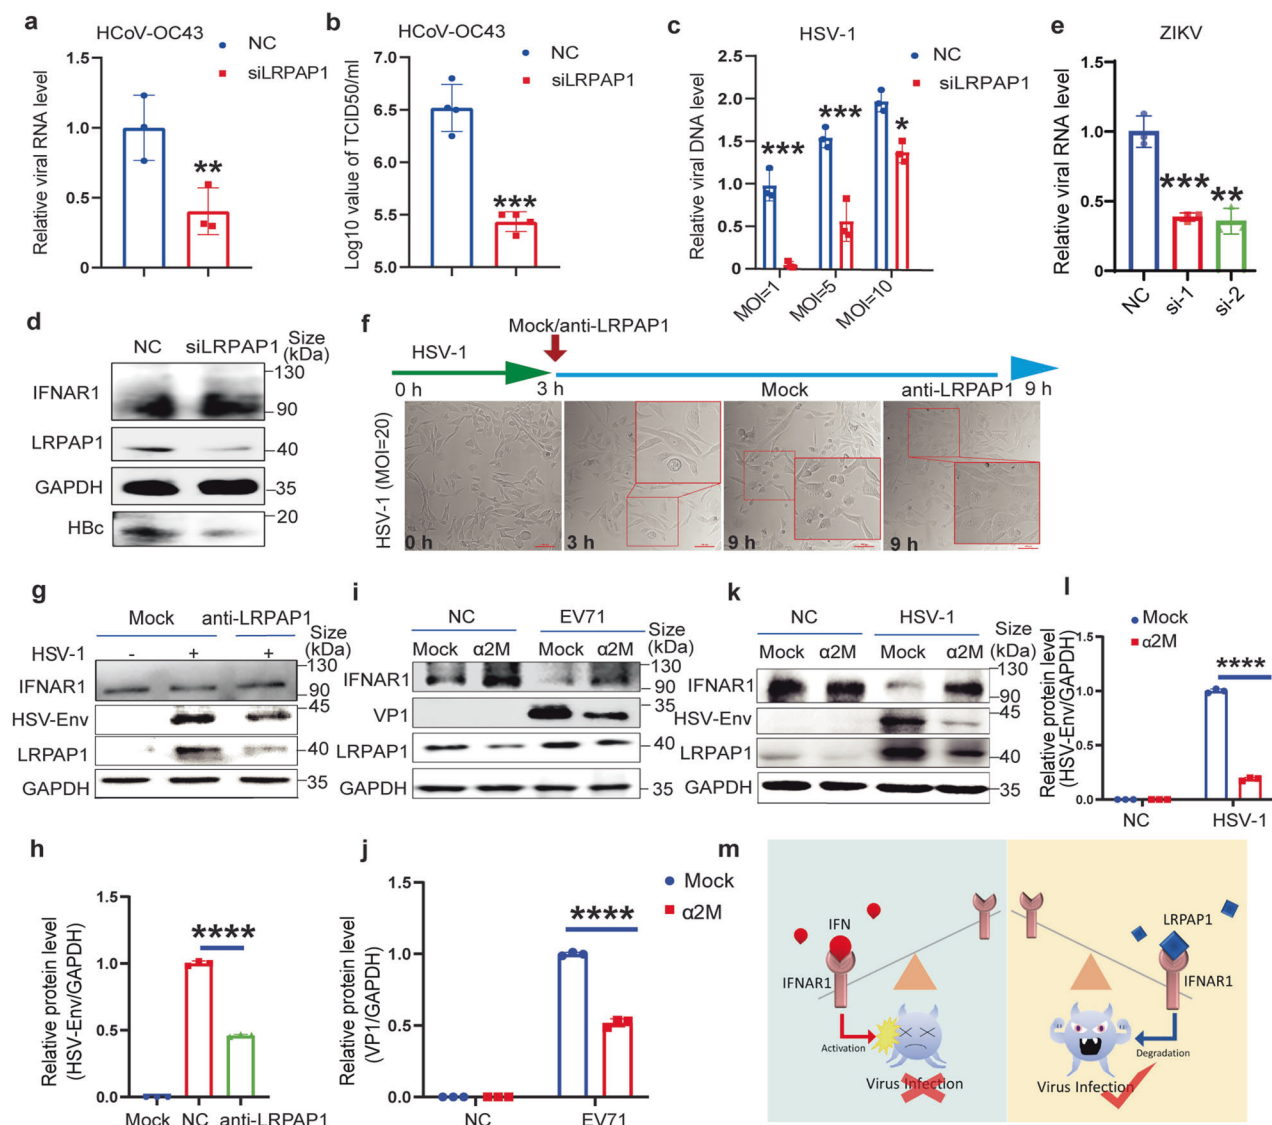 a
HCoV-OC43
NC
siLRPAP1
Relative viral RNA level
1.5
1.0
0.5
0
**
b
HCoV-OC43
NC
siLRPAP1
Log10 value of TCID50/ml
7.0
6.5
6.0
5.5
5.0
***
c
HSV-1
NC
siLRPAP1
Relative viral DNA level
2.5
2.0
1.5
1.0
0.5
0
***
***
*
MOI=1
MOI=5
MOI=10
e
ZIKV
Relative viral RNA level
1.5
1.0
0.5
0
***
**
NC
si-1
si-2
d
NC siLRPAP1
Size
(kDa)
IFNAR1
130
90
LRPAP1
40
GAPDH
35
HBc
20
f
Mock/anti-LRPAP1
HSV-1
0 h
3 h
Mock
anti-LRPAP1
9 h
HSV-1 (MOI=20)
0 h
3 h
9 h
9 h
g
Mock anti-LRPAP1
Size
(kDa)
HSV-1 - + +
IFNAR1
130
90
HSV-Env
45
LRPAP1
40
GAPDH
35
i
NC EV71
Mock α2M Mock α2M
Size
(kDa)
IFNAR1
130
90
VP1
35
LRPAP1
40
GAPDH
35
k
NC HSV-1
Mock α2M Mock α2M
Size
(kDa)
IFNAR1
130
90
HSV-Env
45
LRPAP1
40
GAPDH
35
l
Mock
α2M
Relative protein level
(HSV-Env/GAPDH)
1.5
1.0
0.5
0.0
****
NC HSV-1
h
Relative protein level
(HSV-Env/GAPDH)
1.5
1.0
0.5
0.0
****
Mock NC anti-LRPAP1
j
Relative protein level
(VP1/GAPDH)
1.5
1.0
0.5
0.0
****
NC EV71
Mock
α2M
m
IFN
IFNAR1
Activation
Virus Infection
LRPAP1
IFNAR1
Degradation
Virus Infection